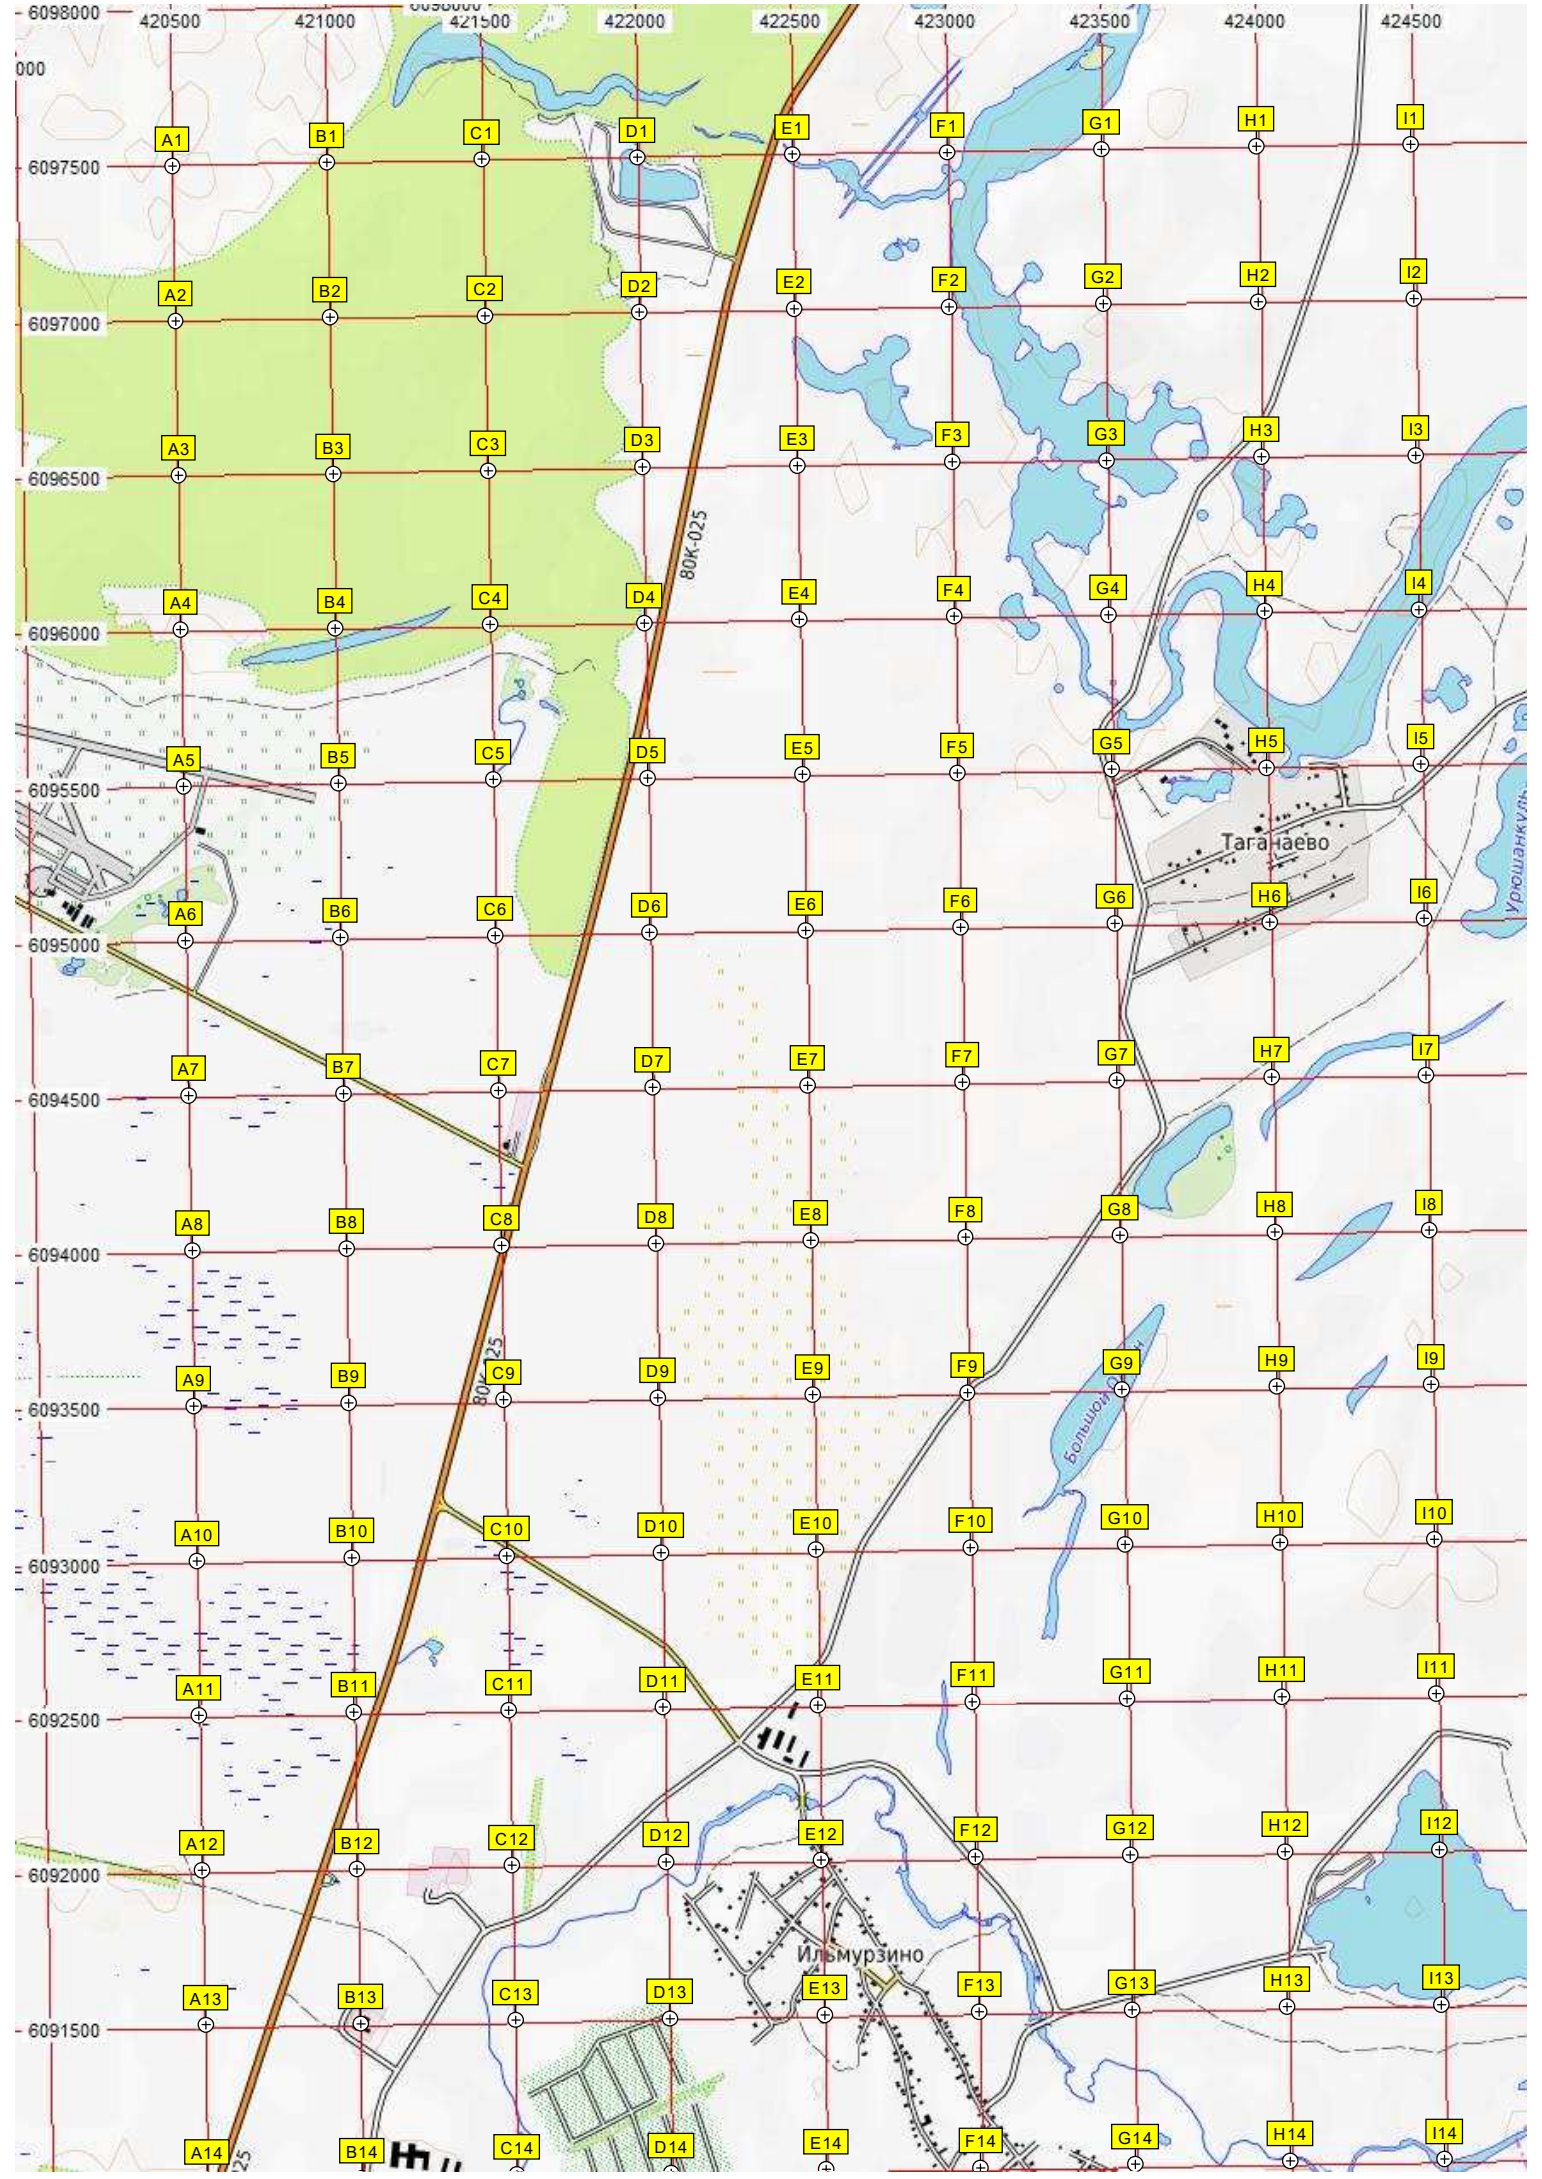 6098000
6098000
420500 421000 421500 422000 422500 423000 423500 424000 424500
000
A1 B1 C1 D1 E1 F1 G1 H1 I1
6097500
A2 B2 C2 D2 E2 F2 G2 H2 I2
6097000
A3 B3 C3 D3 E3 F3 G3 H3 I3
6096500
80К-025
A4 B4 C4 D4 E4 F4 G4 H4 I4
6096000
A5 B5 C5 D5 E5 F5 G5 H5 I5
6095500
Таганаево
Урюшанкуль
A6 B6 C6 D6 E6 F6 G6 H6 I6
6095000
A7 B7 C7 D7 E7 F7 G7 H7 I7
6094500
A8 B8 C8 D8 E8 F8 G8 H8 I8
6094000
A9 B9 C9 D9 E9 F9 G9 H9 I9
6093500
Большой
A10 B10 C10 D10 E10 F10 G10 H10 I10
6093000
A11 B11 C11 D11 E11 F11 G11 H11 I11
6092500
A12 B12 C12 D12 E12 F12 G12 H12 I12
6092000
Ильмурзино
A13 B13 C13 D13 E13 F13 G13 H13 I13
6091500
A14 B14 C14 D14 E14 F14 G14 H14 I14
25